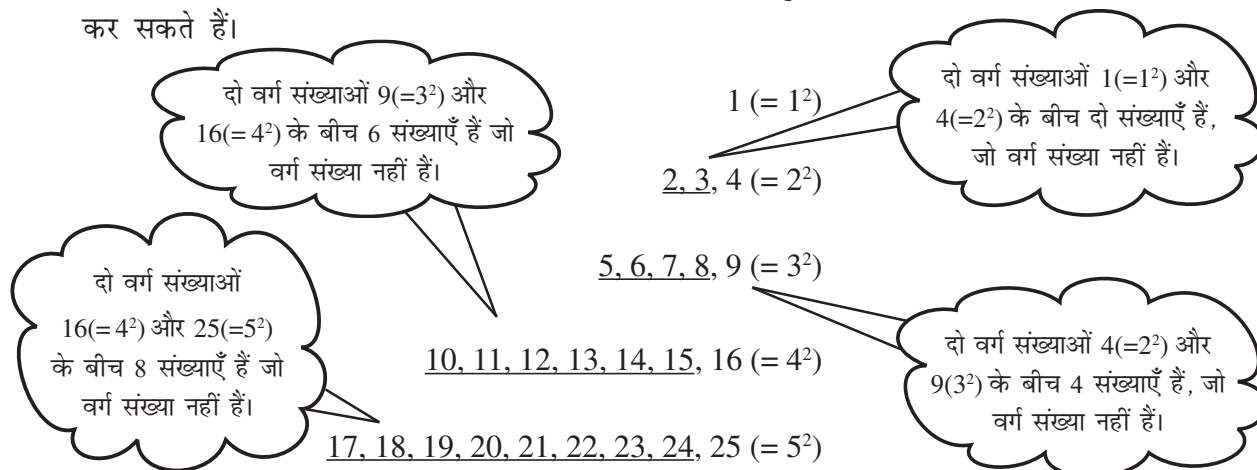 कर सकते हैं।
दो वर्ग संख्याओं 9(=3²) और
16(= 4²) के बीच 6 संख्याएँ हैं जो
वर्ग संख्या नहीं हैं।
1 (= 1²)
दो वर्ग संख्याओं 1(=1²) और
4(=2²) के बीच दो संख्याएँ हैं,
जो वर्ग संख्या नहीं हैं।
2, 3, 4 (= 2²)
5, 6, 7, 8, 9 (= 3²)
दो वर्ग संख्याओं
16(= 4²) और 25(=5²)
के बीच 8 संख्याएँ हैं जो
वर्ग संख्या नहीं हैं।
दो वर्ग संख्याओं 4(=2²) और
9(3²) के बीच 4 संख्याएँ हैं, जो
वर्ग संख्या नहीं हैं।
10, 11, 12, 13, 14, 15, 16 (= 4²)
17, 18, 19, 20, 21, 22, 23, 24, 25 (= 5²)